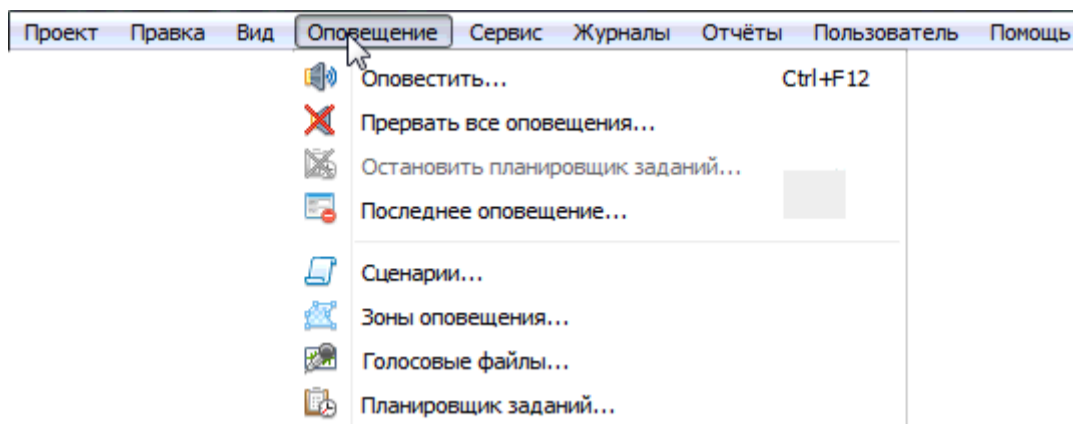 Проект Правка Вид Оповещение Сервис Журналы Отчёты Пользователь Помощь
Оповестить... Ctrl+F12
Прервать все оповещения...
Остановить планировщик заданий...
Последнее оповещение...
Сценарии...
Зоны оповещения...
Голосовые файлы...
Планировщик заданий...